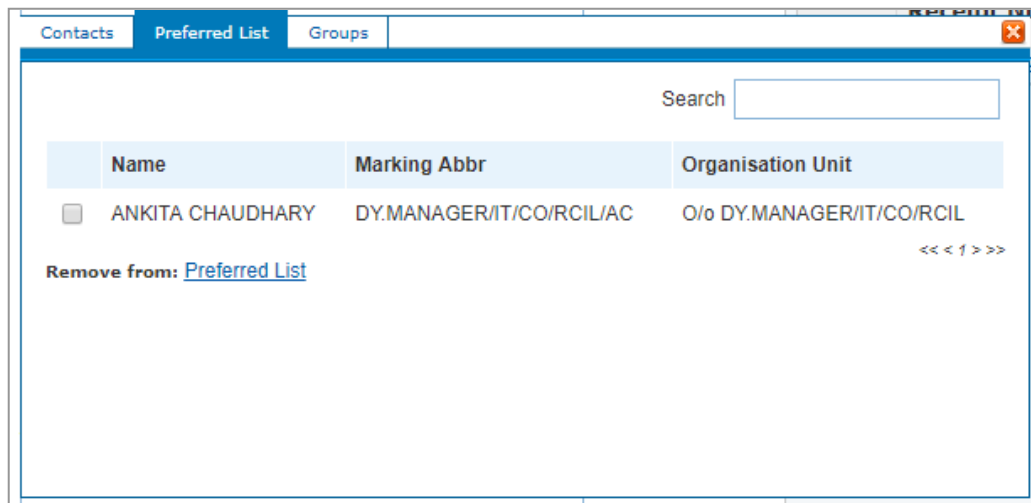 Contacts Preferred List Groups
Search
Name Marking Abbr Organisation Unit
ANKITA CHAUDHARY DY.MANAGER/IT/CO/RCIL/AC O/o DY.MANAGER/IT/CO/RCIL
<< < 1 > >>
Remove from: Preferred List